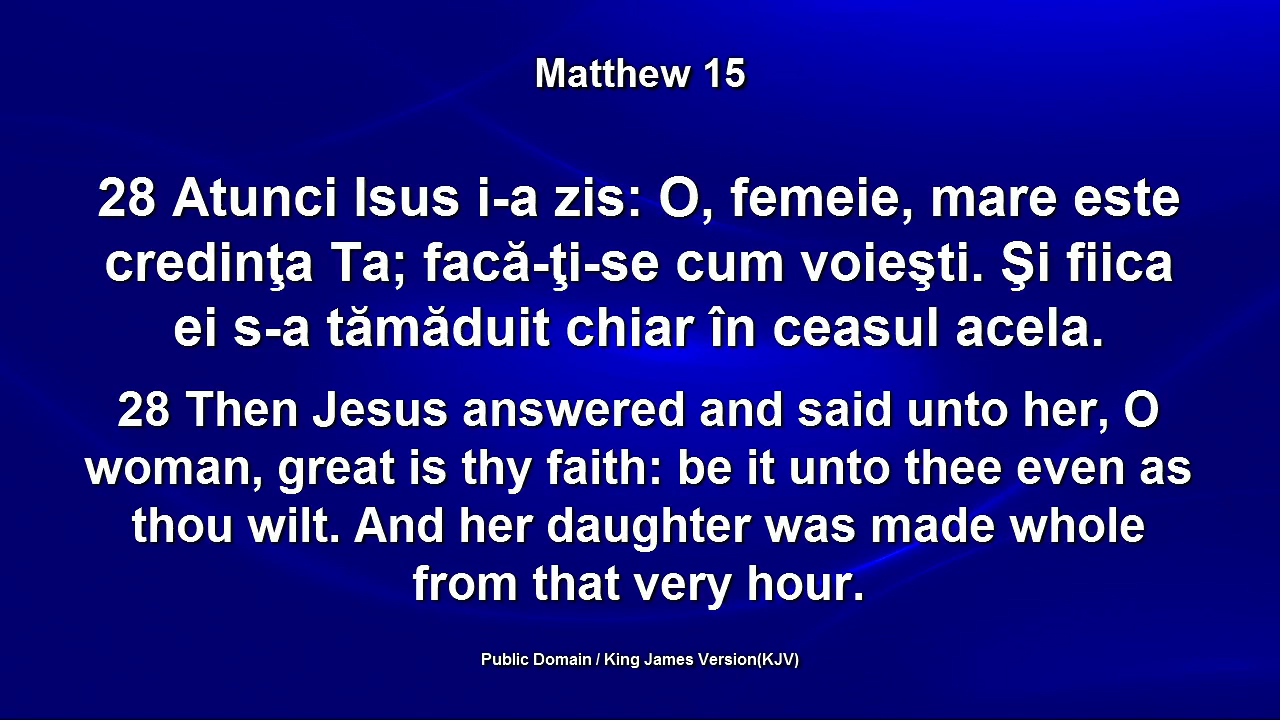 Matthew 15
28 Atunci Isus i-a zis: O, femeie, mare este
credinţa Ta; facă-ţi-se cum voieşti. Şi fiica
ei s-a tămăduit chiar în ceasul acela.
28 Then Jesus answered and said unto her, O
woman, great is thy faith: be it unto thee even as
thou wilt. And her daughter was made whole
from that very hour.
Public Domain / King James Version(KJV)